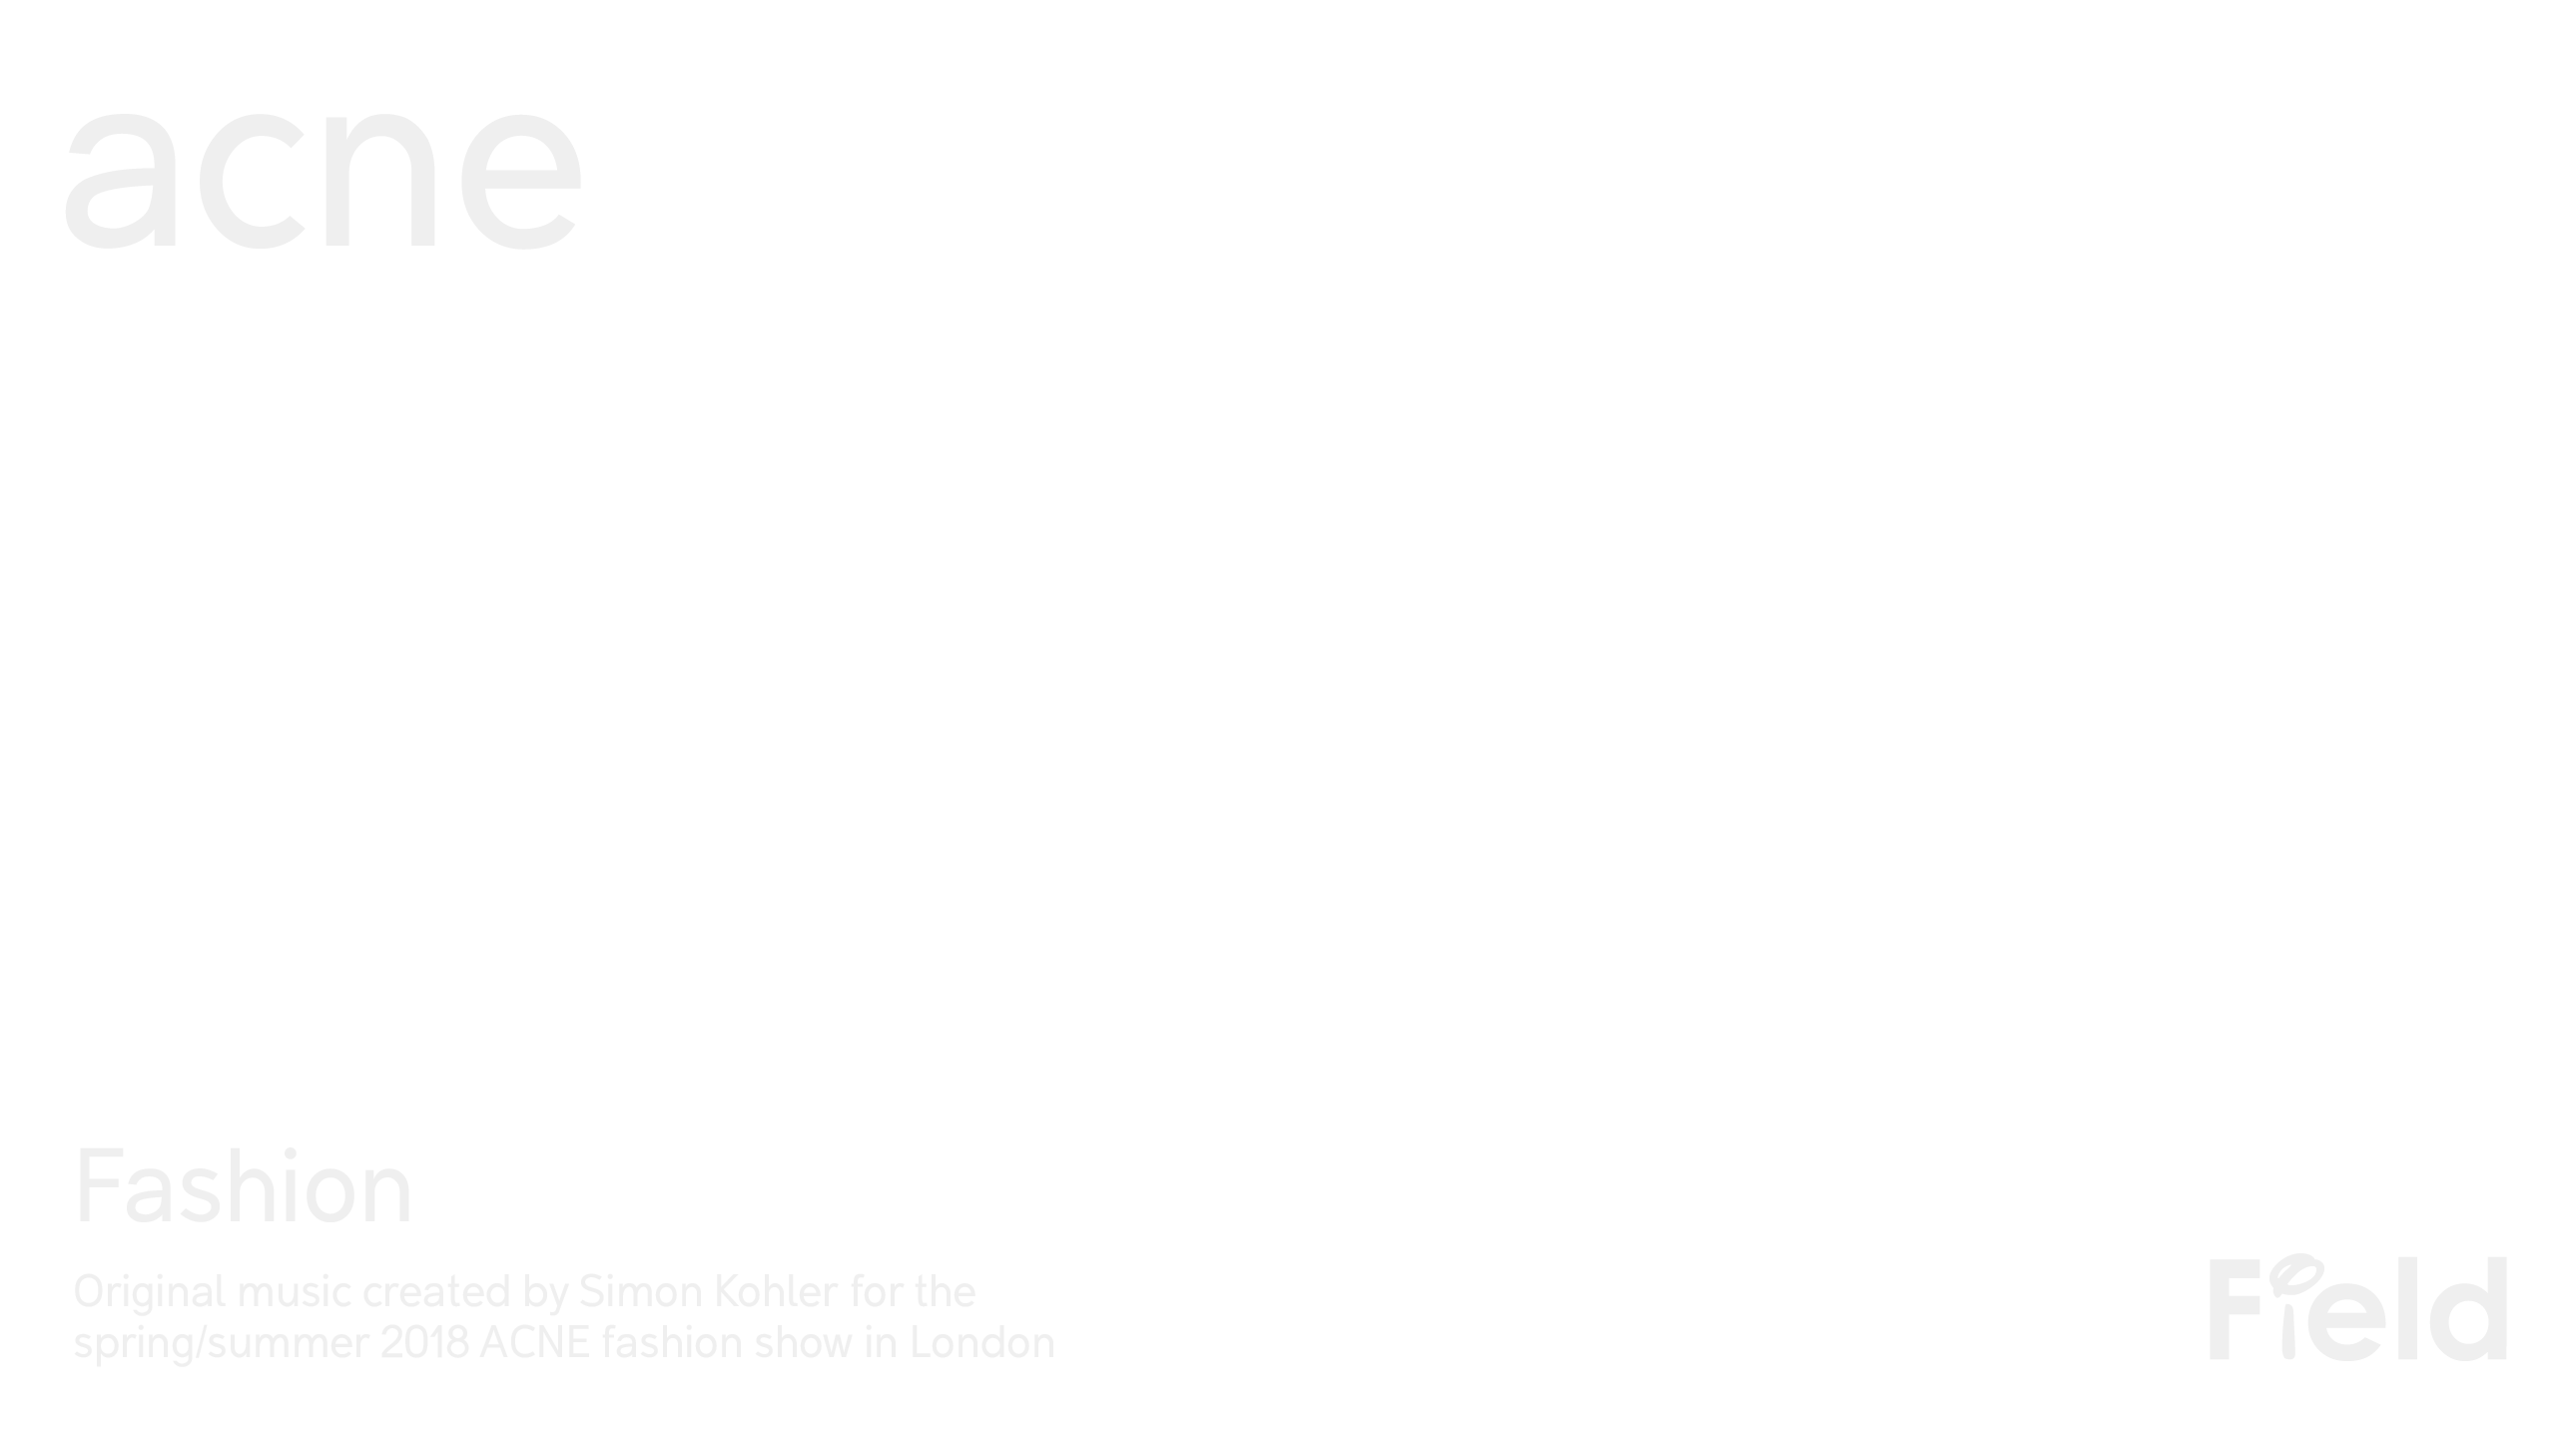 acne
Fashion
Original music created by Simon Kohler for the
spring/summer 2018 ACNE fashion show in London
Field